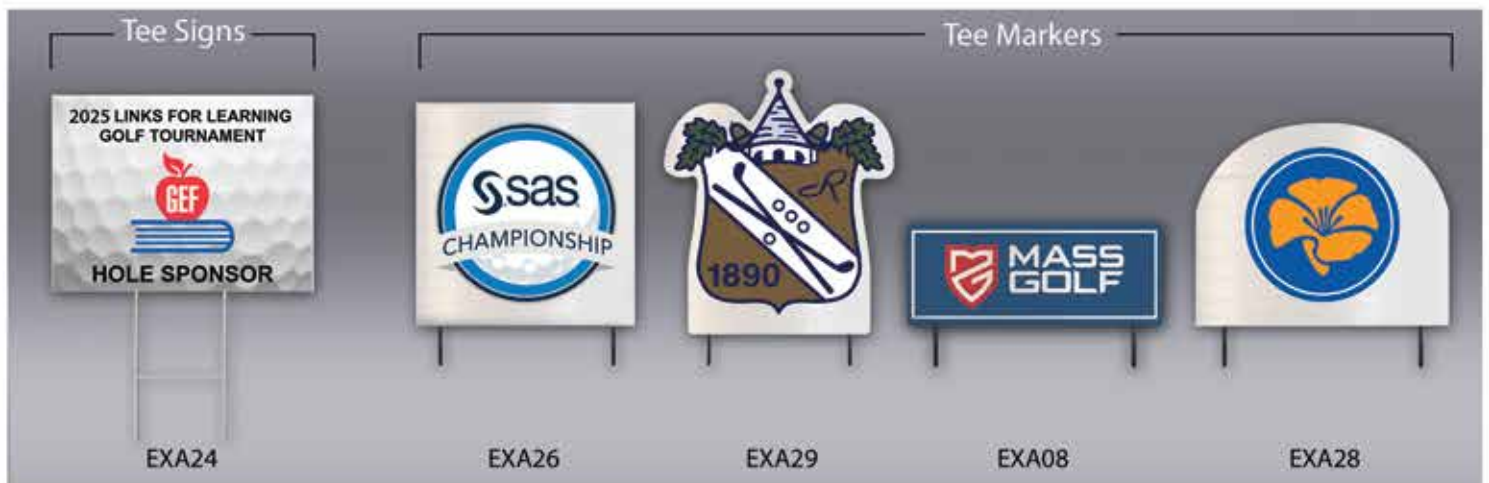 Tee Signs
Tee Markers
2025 LINKS FOR LEARNING
GOLF TOURNAMENT
GEF
HOLE SPONSOR
EXA24
Ssas
CHAMPIONSHIP
EXA26
R
1890
EXA29
MASS
GOLF
EXA08
EXA28